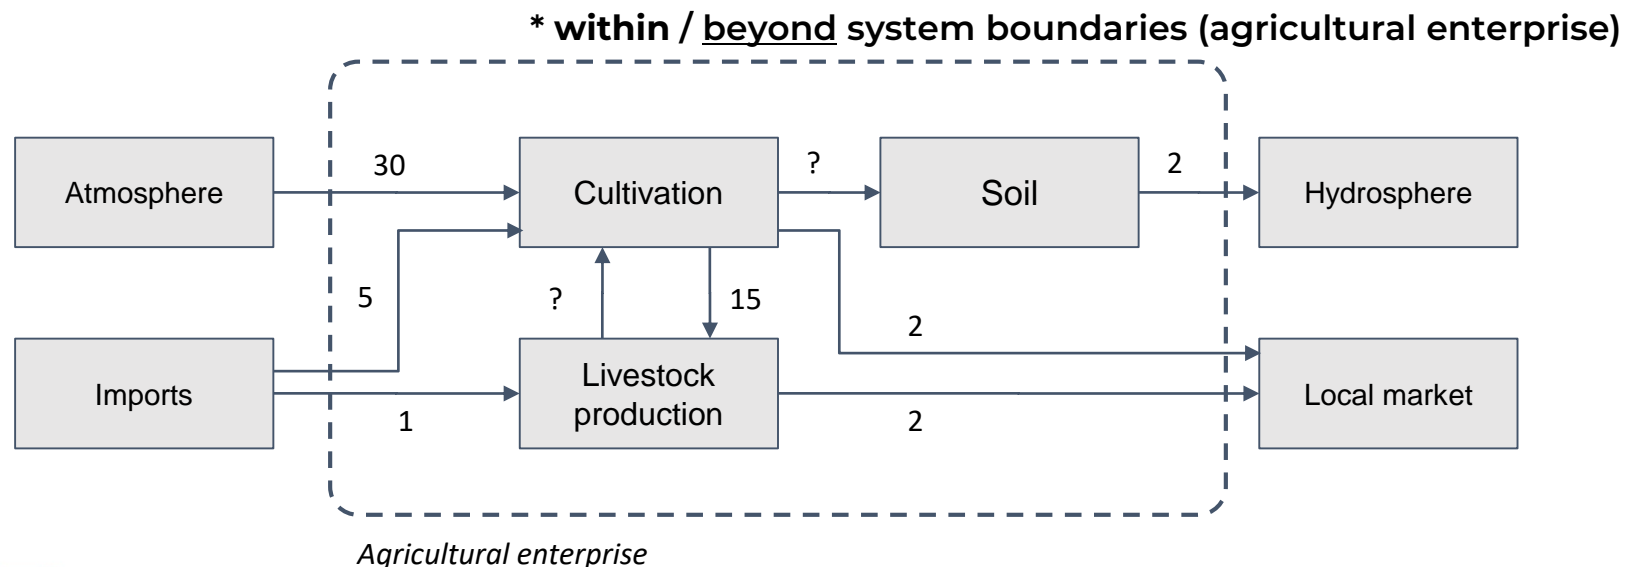 * within / beyond system boundaries (agricultural enterprise)
30
?
2
Atmosphere
Cultivation
Soil
Hydrosphere
5
?
15
2
Imports
Livestock
production
Local market
1
2
Agricultural enterprise